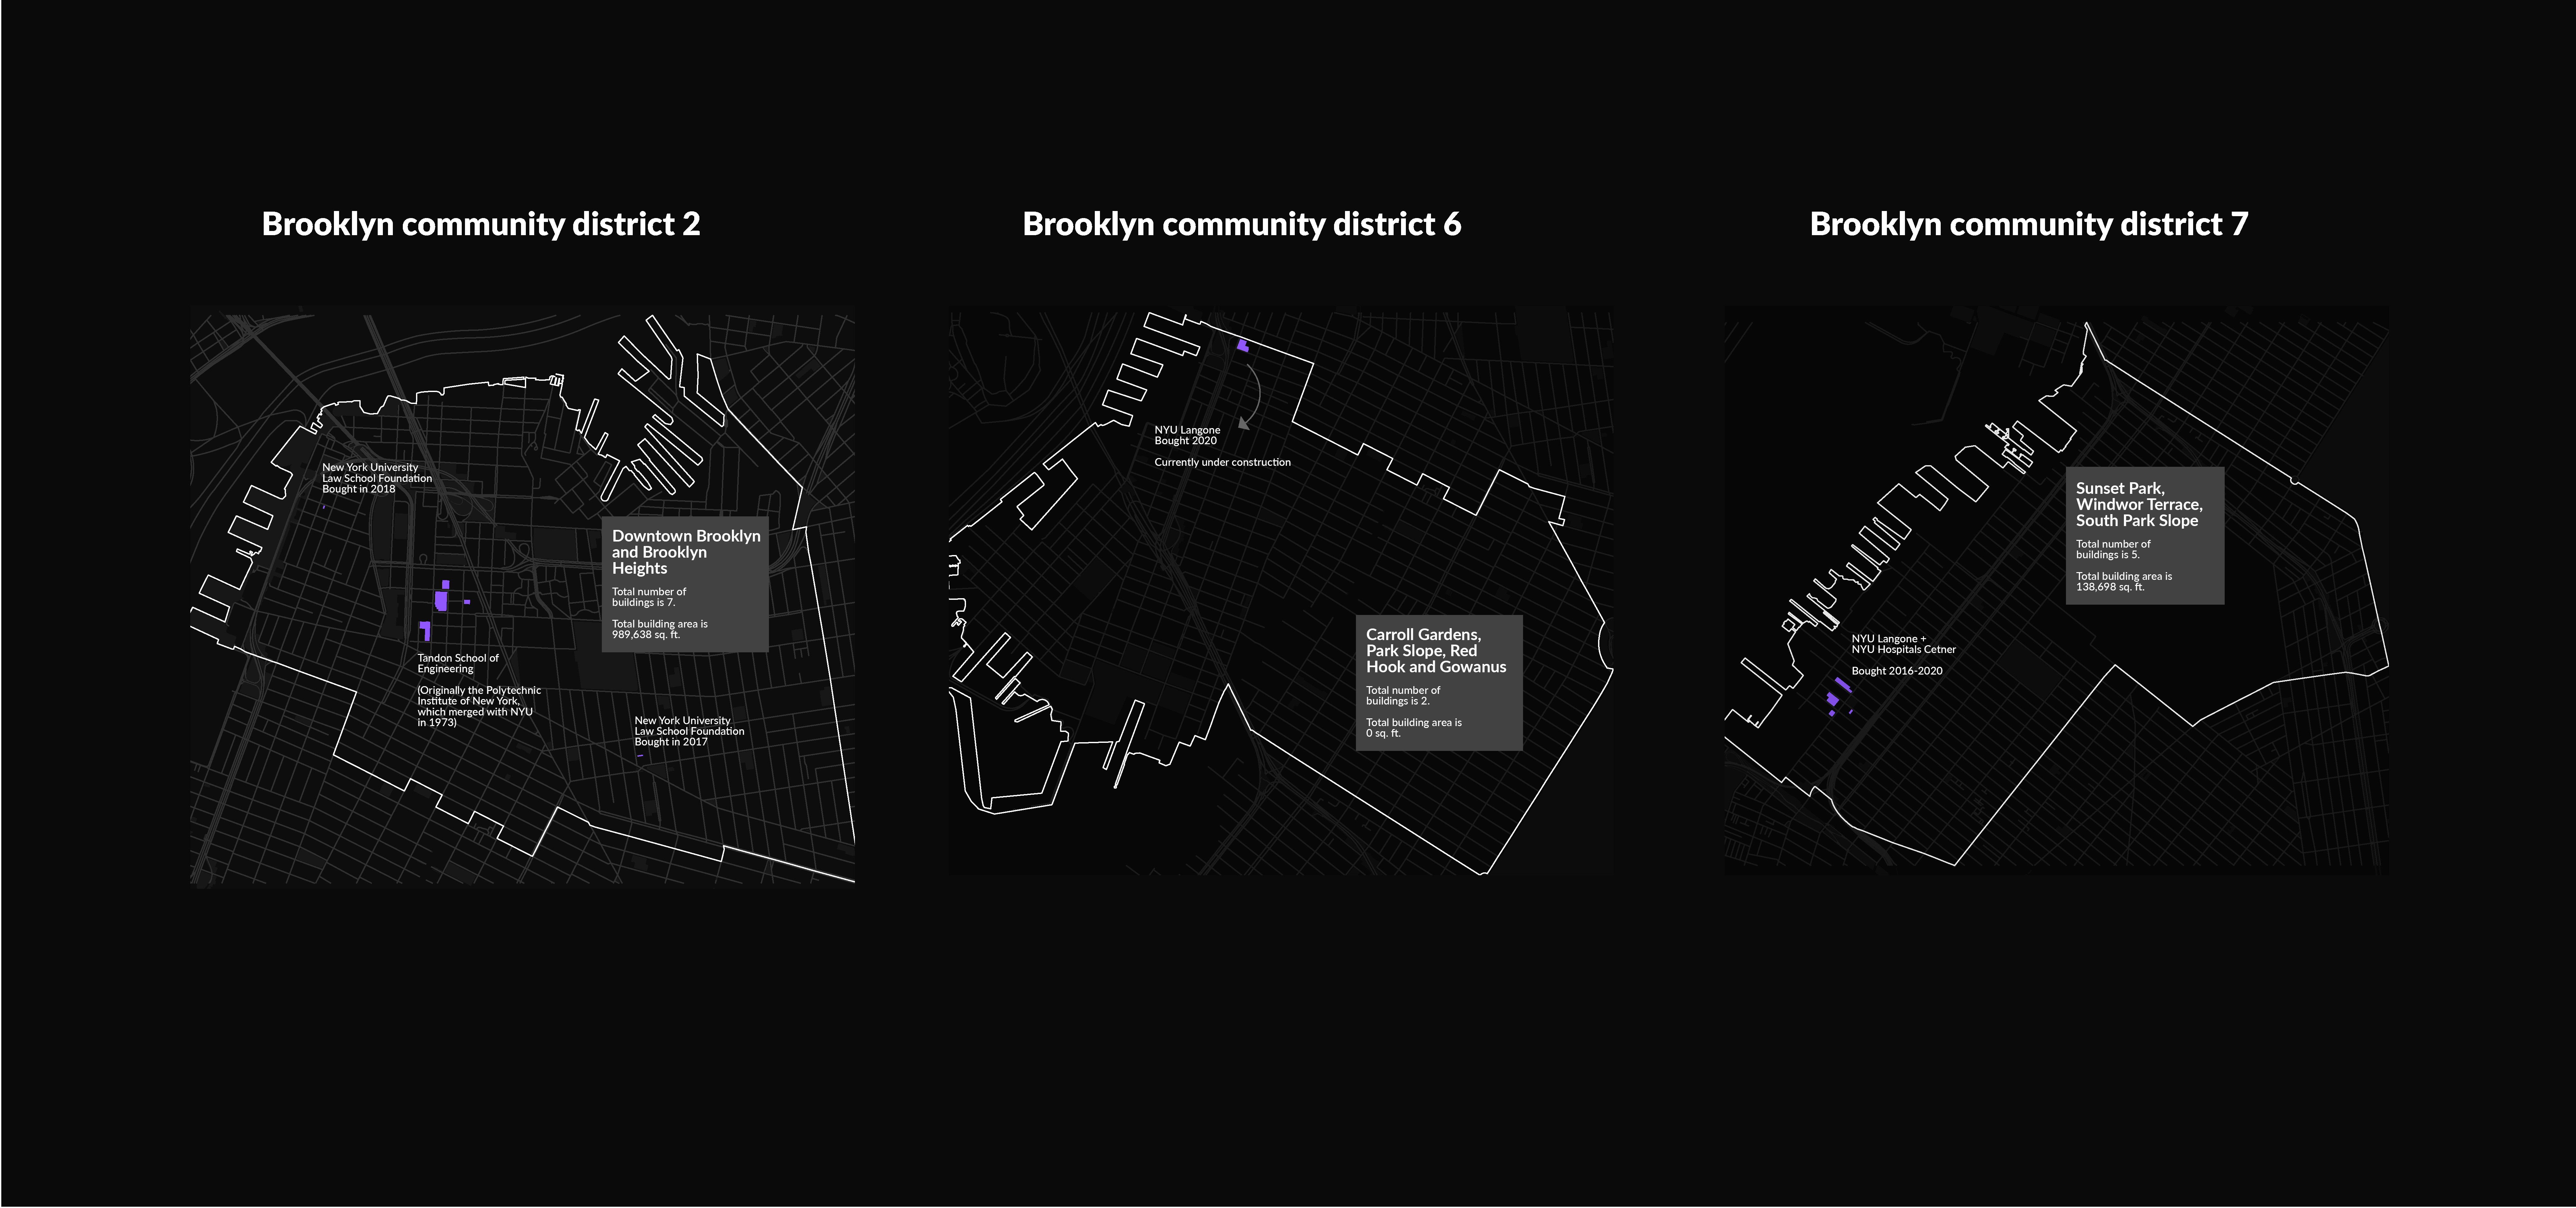 Brooklyn community district 2
New York University
Law School Foundation
Bought in 2018
Downtown Brooklyn
and Brooklyn
Heights
Total number of
buildings is 7.
Total building area is
989,638 sq. ft.
Tandon School of
Engineering
(Originally the Polytechnic
Institute of New York,
which merged with NYU
in 1973)
New York University
Law School Foundation
Bought in 2017
Brooklyn community district 6
NYU Langone
Bought 2020
Currently under construction
Carroll Gardens,
Park Slope, Red
Hook and Gowanus
Total number of
buildings is 2.
Total building area is
0 sq. ft.
Brooklyn community district 7
Sunset Park,
Windwor Terrace,
South Park Slope
Total number of
buildings is 5.
Total building area is
138,698 sq. ft.
NYU Langone +
NYU Hospitals Cetner
Bought 2016-2020